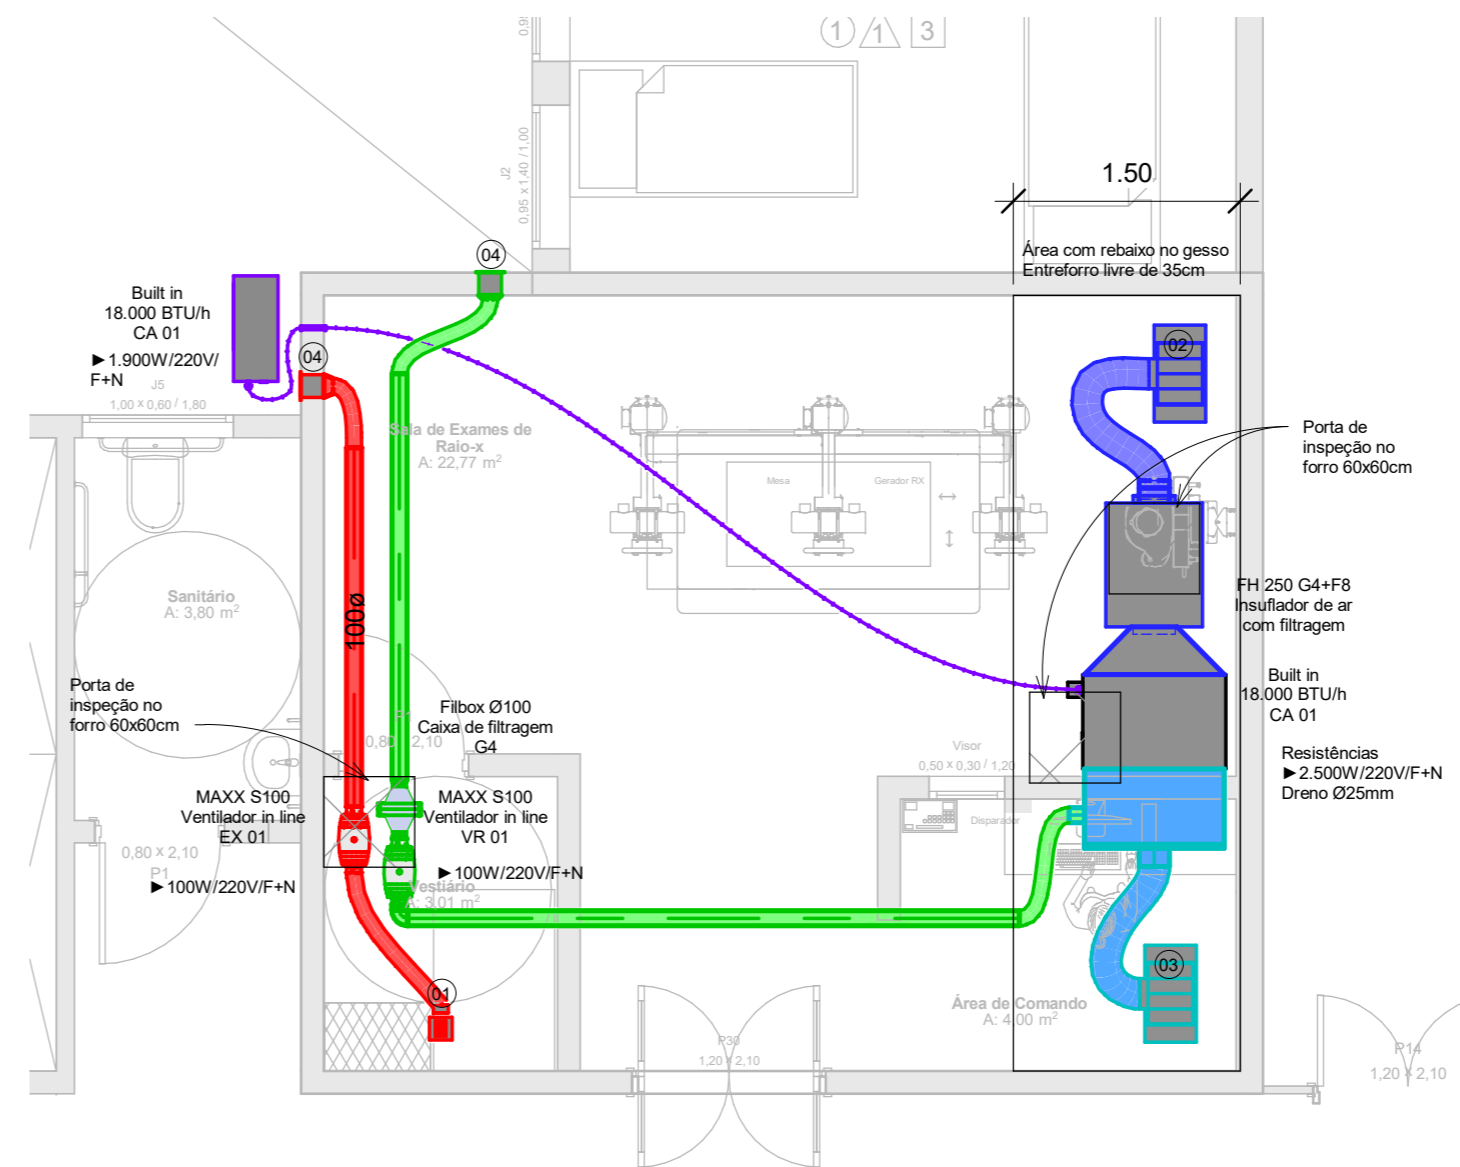 1
1
3
J2
0,95 x 1,40 / 1,00
1.50
Área com rebaixo no gesso
Entreforro livre de 35cm
04
Built in
18.000 BTU/h
CA 01
►1.900W/220V/
F+N
J5
1,00 x 0,60 / 1,80
04
02
Sala de Exames de
Raio-x
A: 22,77 m²
Mesa
Gerador RX
Porta de
inspeção no
forro 60x60cm
Sanitário
A: 3,80 m²
100ø
FH 250 G4+F8
Insuflador de ar
com filtragem
Built in
18.000 BTU/h
CA 01
Resistências
►2.500W/220V/F+N
Dreno Ø25mm
Porta de
inspeção no
forro 60x60cm
Filbox Ø100
Caixa de filtragem
G4
0,80 2,10
Visor
0,50 x 0,30 / 1,20
Disparador
MAXX S100
Ventilador in line
EX 01
MAXX S100
Ventilador in line
VR 01
►100W/220V/F+N
0,80 x 2,10
P1
►100W/220V/F+N
Vestiário
A: 3,01 m²
01
03
Área de Comando
A: 4,00 m²
P30
1,20 x 2,10
P14
1,20 x 2,10